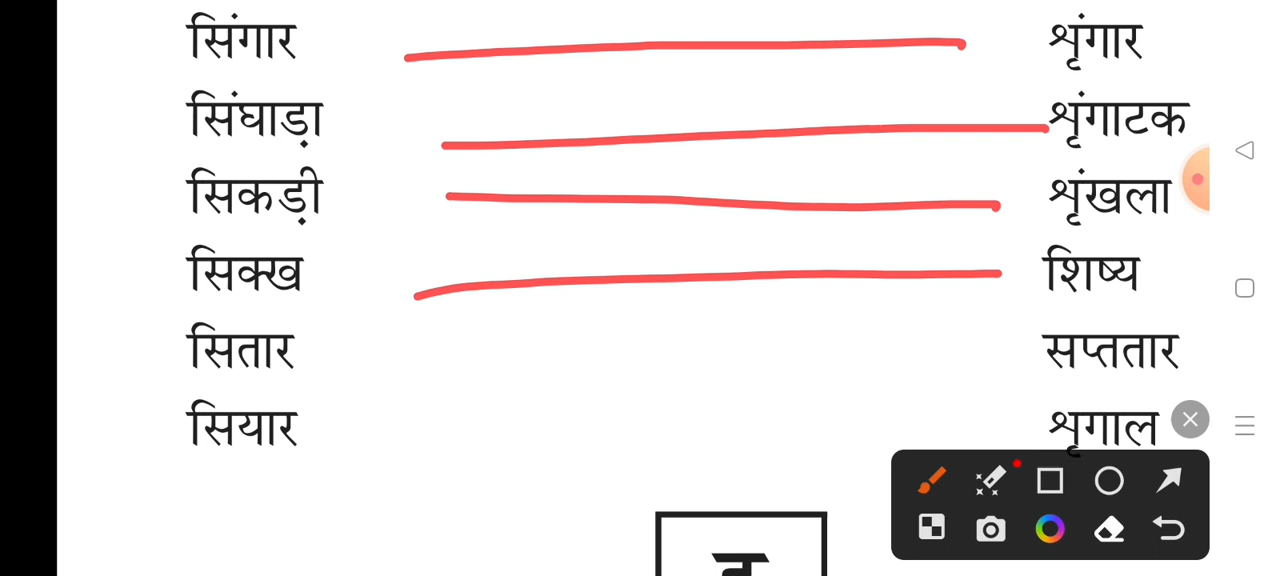 सिंगार शृंगार
सिंघाड़ा शृंगाटक
सिकड़ी शृंखला
सिक्ख शिष्य
सितार सप्ततार
सियार शृगाल